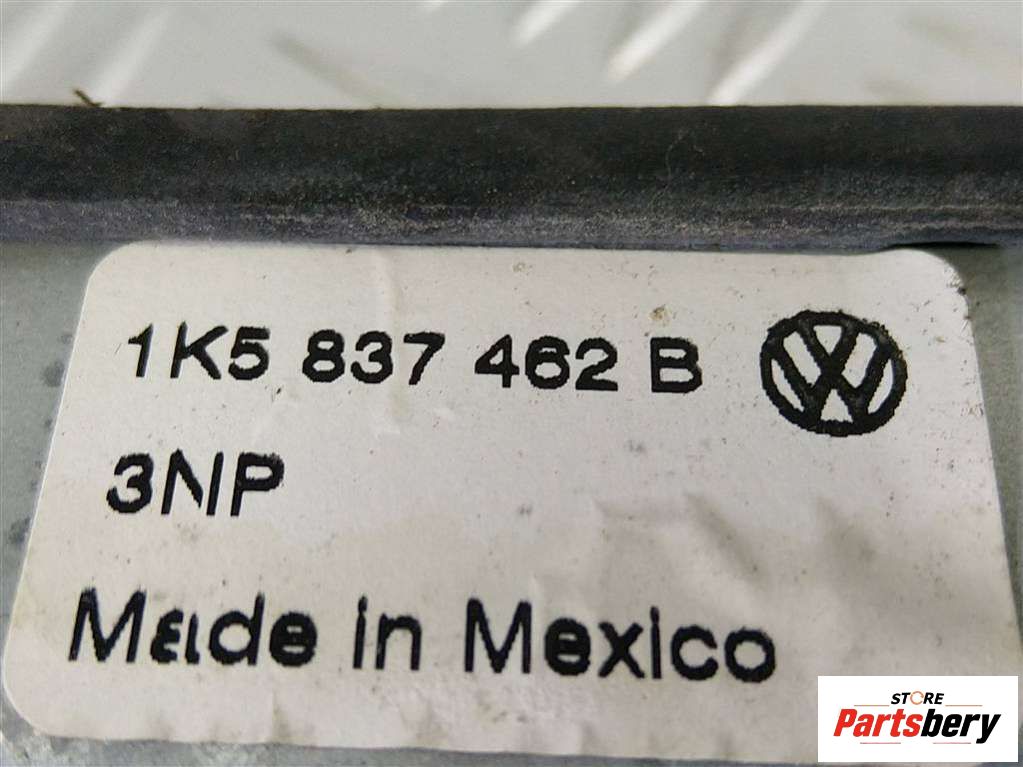 1K5 837 462 B
3NP
Made in Mexico
STORE
Partsbery